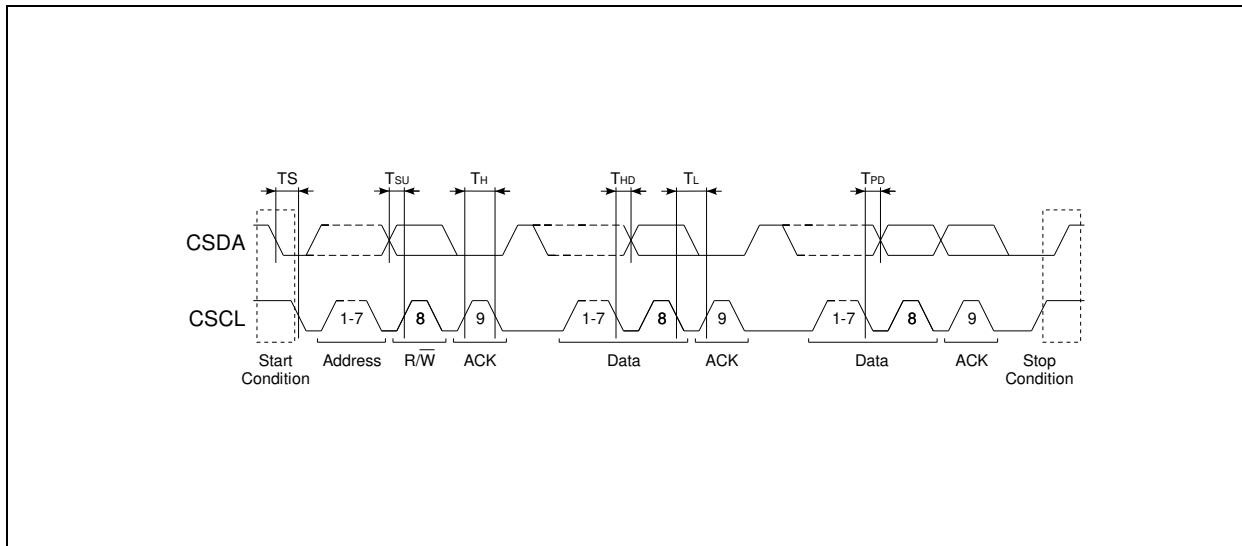 TS TSU TH THD TL TPD
CSDA
CSCL 1-7 8 9 1-7 8 9 1-7 8 9
Start Condition Address R/W̅ ACK Data ACK Data ACK Stop Condition